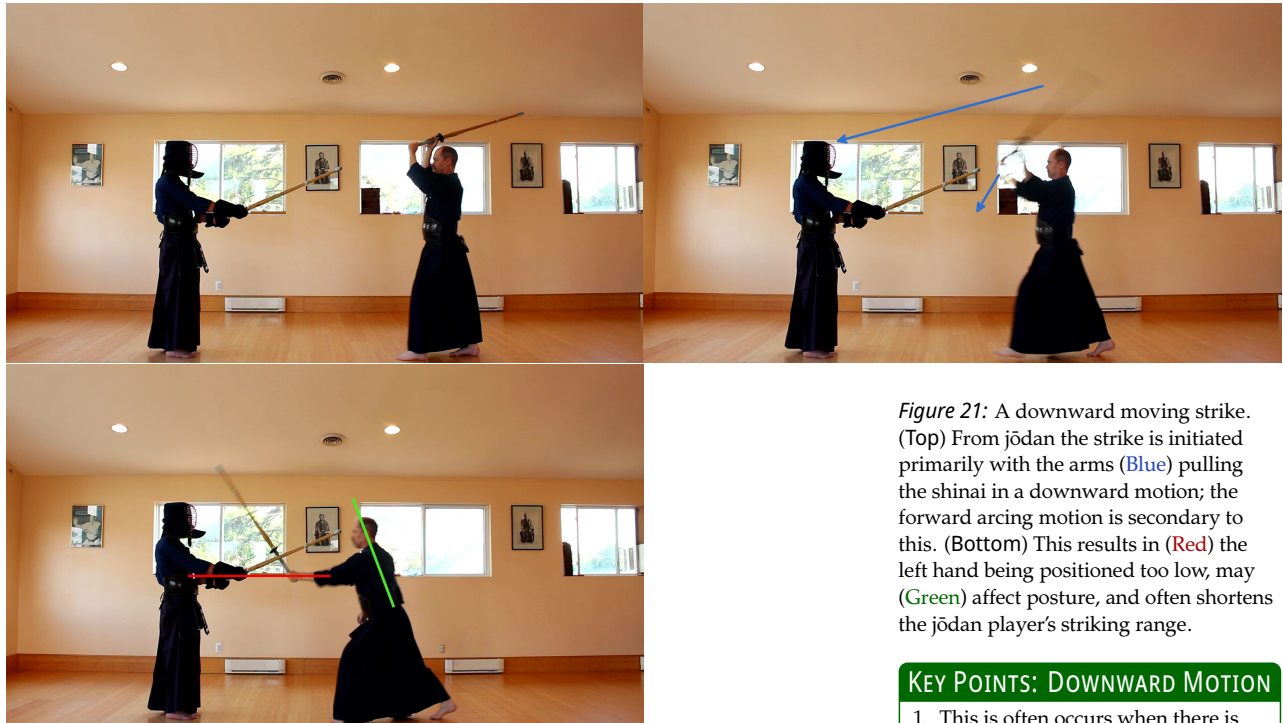 Figure 21: A downward moving strike.
(Top) From jōdan the strike is initiated
primarily with the arms (Blue) pulling
the shinai in a downward motion; the
forward arcing motion is secondary to
this. (Bottom) This results in (Red) the
left hand being positioned too low, may
(Green) affect posture, and often shortens
the jōdan player's striking range.
KEY POINTS: DOWNWARD MOTION
1. This is often occurs when there is